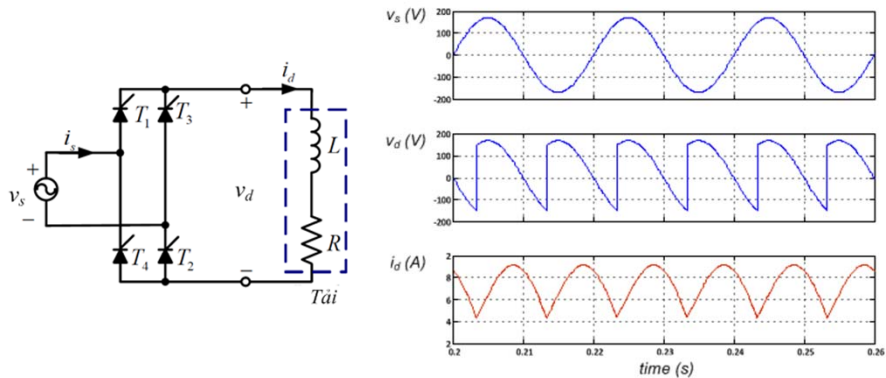 i_d
+
T_1
T_3
i_s
L
+
v_s
v_d
−
R
T_4
T_2
−
Tải
v_s (V)
200
100
0
-100
-200
v_d (V)
200
100
0
-100
-200
i_d (A)
2
8
6
4
2
0.2 0.21 0.22 0.23 0.24 0.25 0.26
time (s)